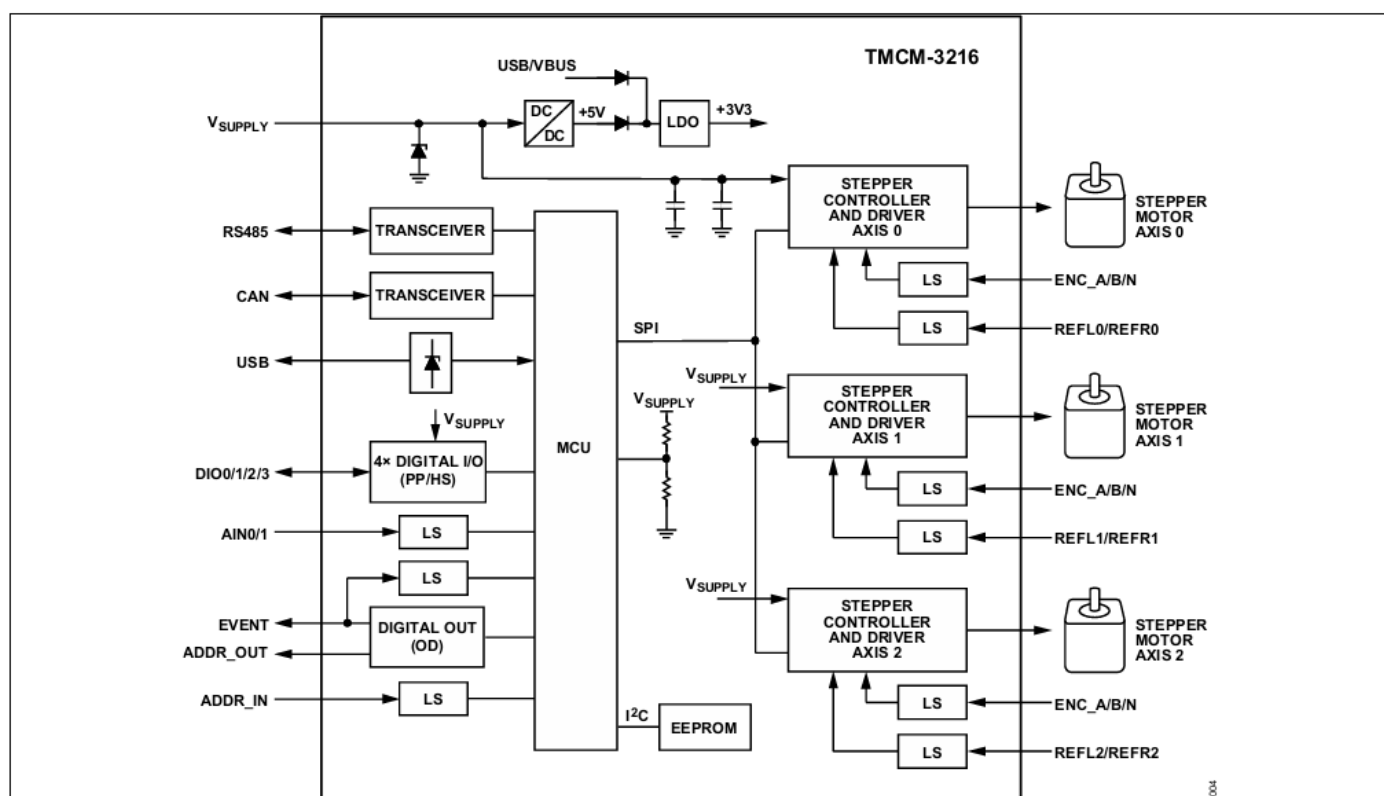 TMCM-3216
USB/VBUS
VSUPPLY
DC
DC
+5V
LDO
+3V3
RS485
TRANSCEIVER
CAN
TRANSCEIVER
USB
VSUPPLY
DIO0/1/2/3
4× DIGITAL I/O
(PP/HS)
AIN0/1
LS
LS
EVENT
ADDR_OUT
DIGITAL OUT
(OD)
ADDR_IN
LS
MCU
SPI
VSUPPLY
I2C
EEPROM
STEPPER
CONTROLLER
AND DRIVER
AXIS 0
STEPPER
MOTOR
AXIS 0
LS
ENC_A/B/N
LS
REFL0/REFR0
VSUPPLY
STEPPER
CONTROLLER
AND DRIVER
AXIS 1
STEPPER
MOTOR
AXIS 1
LS
ENC_A/B/N
LS
REFL1/REFR1
VSUPPLY
STEPPER
CONTROLLER
AND DRIVER
AXIS 2
STEPPER
MOTOR
AXIS 2
LS
ENC_A/B/N
LS
REFL2/REFR2
004